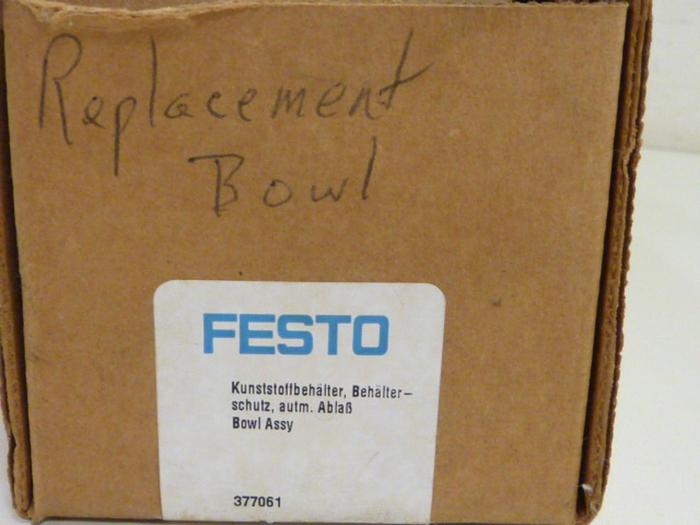 Replacement
Bowl
FESTO
Kunststoffbehälter, Behälter-
schutz, autm. Ablaß
Bowl Assy
377061